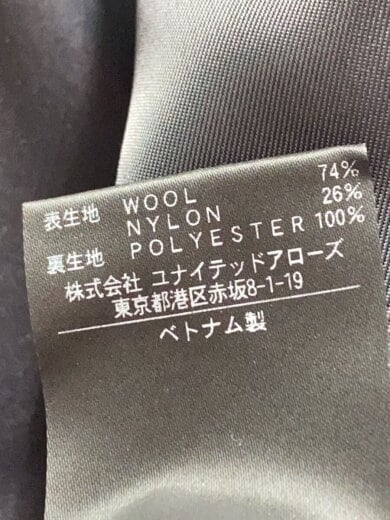 表生地 WOOL 74%
NYLON 26%
裏生地 POLYESTER 100%
株式会社 ユナイテッドアローズ
東京都港区赤坂8-1-19
ベトナム製